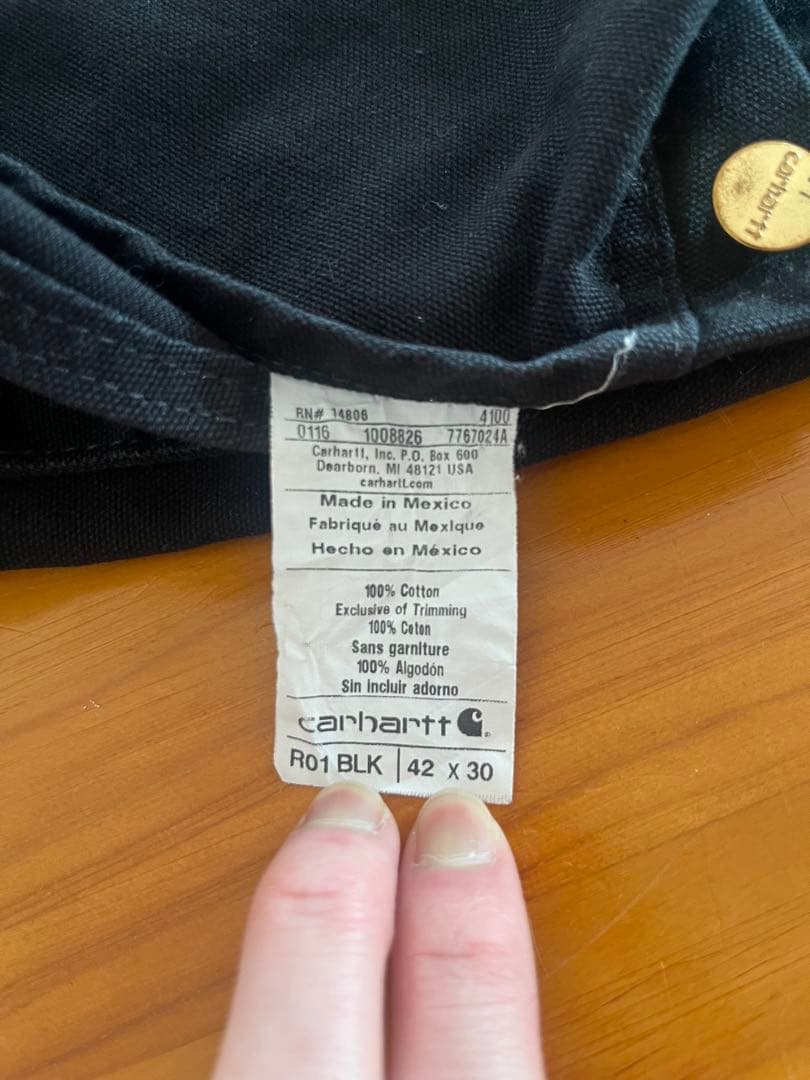 carhartt
RN# 14806 4100
0116 1008826 7767024A
Carhartt, Inc. P.O. Box 600
Dearborn, MI 48121 USA
carhartt.com
Made in Mexico
Fabriqué au Mexique
Hecho en México
100% Cotton
Exclusive of Trimming
100% Coton
Sans garniture
100% Algodón
Sin incluir adorno
carhartt
R01 BLK 42 x 30